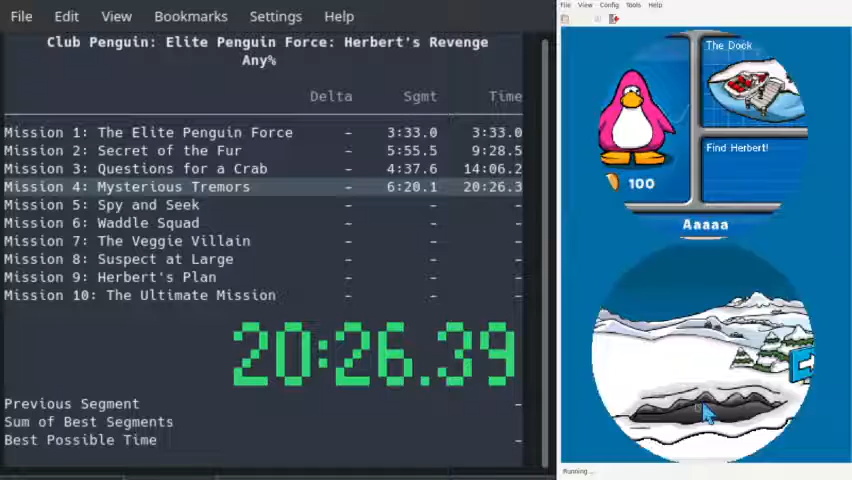 File Edit View Bookmarks Settings Help
Club Penguin: Elite Penguin Force: Herbert's Revenge
Any%
Delta Sgmt Time
Mission 1: The Elite Penguin Force – 3:33.0 3:33.0
Mission 2: Secret of the Fur – 5:55.5 9:28.5
Mission 3: Questions for a Crab – 4:37.6 14:06.2
Mission 4: Mysterious Tremors – 6:20.1 20:26.3
Mission 5: Spy and Seek – – –
Mission 6: Waddle Squad – – –
Mission 7: The Veggie Villain – – –
Mission 8: Suspect at Large – – –
Mission 9: Herbert's Plan – – –
Mission 10: The Ultimate Mission – – –
20:26.39
Previous Segment –
Sum of Best Segments
Best Possible Time –
File View Config Tools Help
The Dock
Find Herbert!
100
Aaaaa
Running...